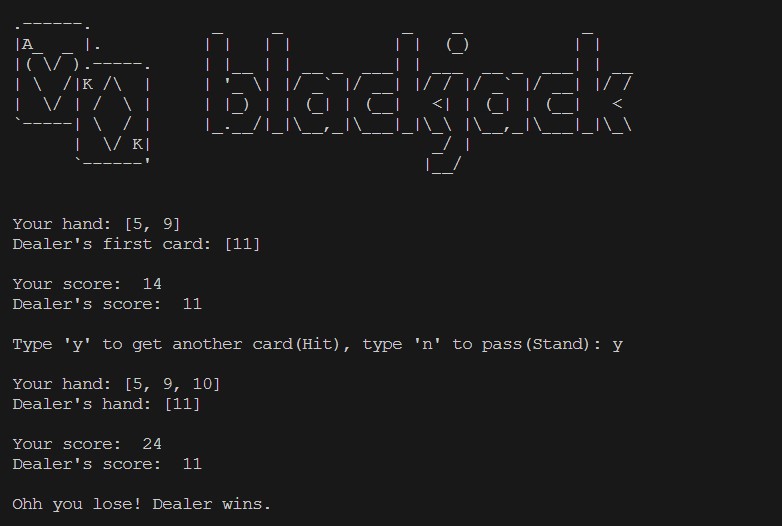 A
K
K
blackjack
Your hand: [5, 9]
Dealer's first card: [11]
Your score:  14
Dealer's score:  11
Type 'y' to get another card(Hit), type 'n' to pass(Stand): y
Your hand: [5, 9, 10]
Dealer's hand: [11]
Your score:  24
Dealer's score:  11
Ohh you lose! Dealer wins.